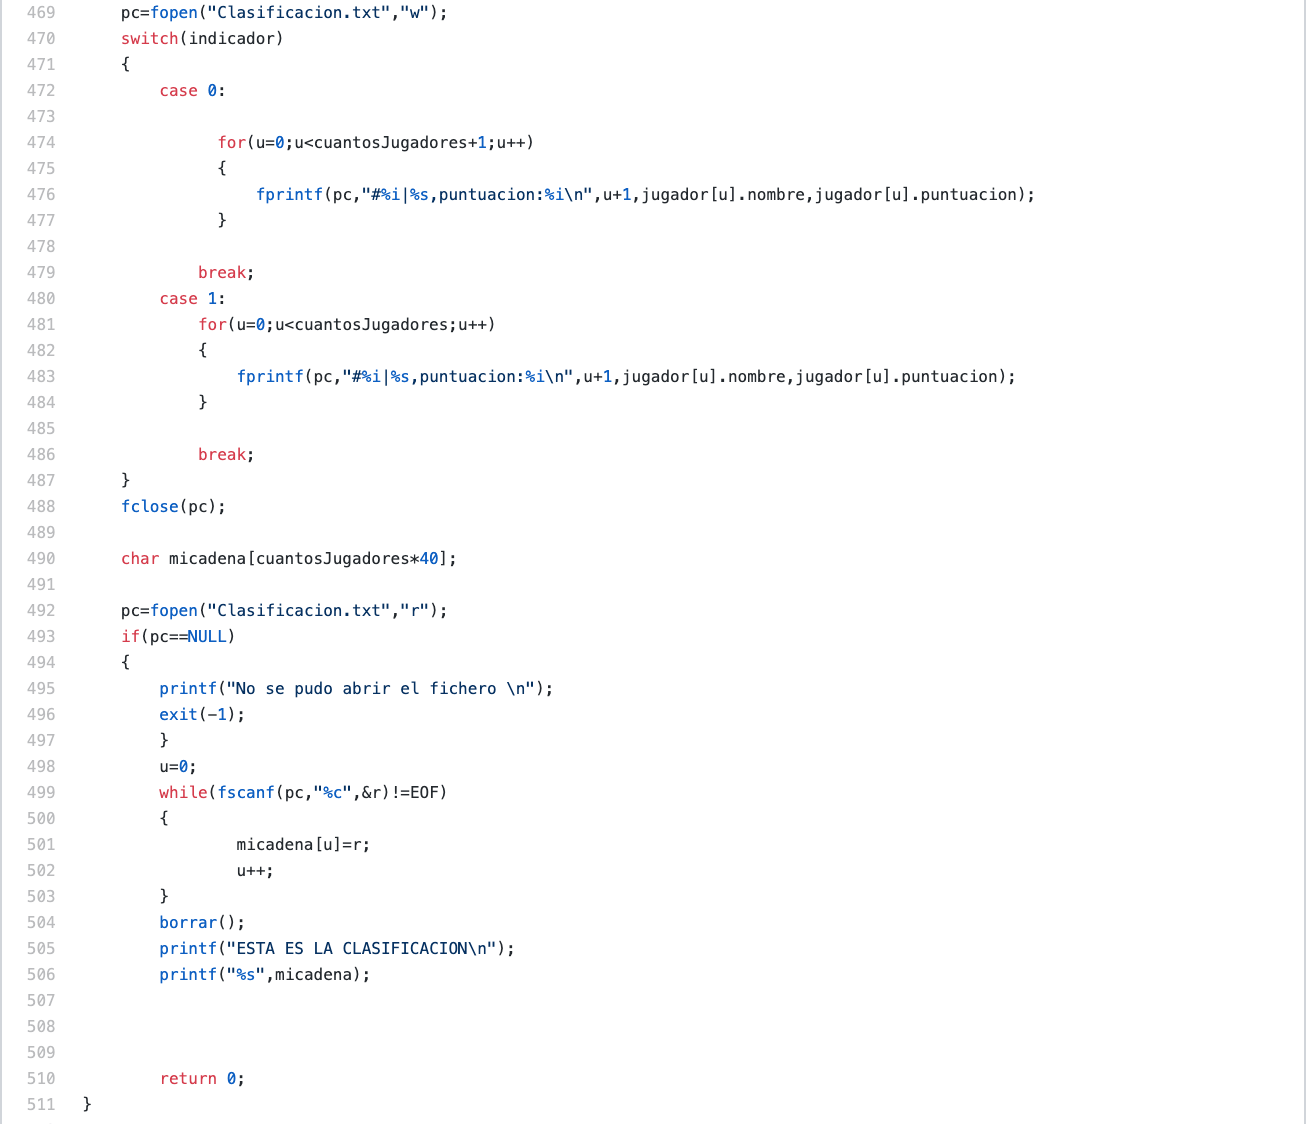 469 pc=fopen("Clasificacion.txt","w");
470 switch(indicador)
471 {
472 case 0:
473
474 for(u=0;u<cuantosJugadores+1;u++)
475 {
476 fprintf(pc,"#%i|%s,puntuacion:%i\n",u+1,jugador[u].nombre,jugador[u].puntuacion);
477 }
478
479 break;
480 case 1:
481 for(u=0;u<cuantosJugadores;u++)
482 {
483 fprintf(pc,"#%i|%s,puntuacion:%i\n",u+1,jugador[u].nombre,jugador[u].puntuacion);
484 }
485
486 break;
487 }
488 fclose(pc);
489
490 char micadena[cuantosJugadores*40];
491
492 pc=fopen("Clasificacion.txt","r");
493 if(pc==NULL)
494 {
495 printf("No se pudo abrir el fichero \n");
496 exit(-1);
497 }
498 u=0;
499 while(fscanf(pc,"%c",&r)!=EOF)
500 {
501 micadena[u]=r;
502 u++;
503 }
504 borrar();
505 printf("ESTA ES LA CLASIFICACION\n");
506 printf("%s",micadena);
507
508
509
510 return 0;
511 }